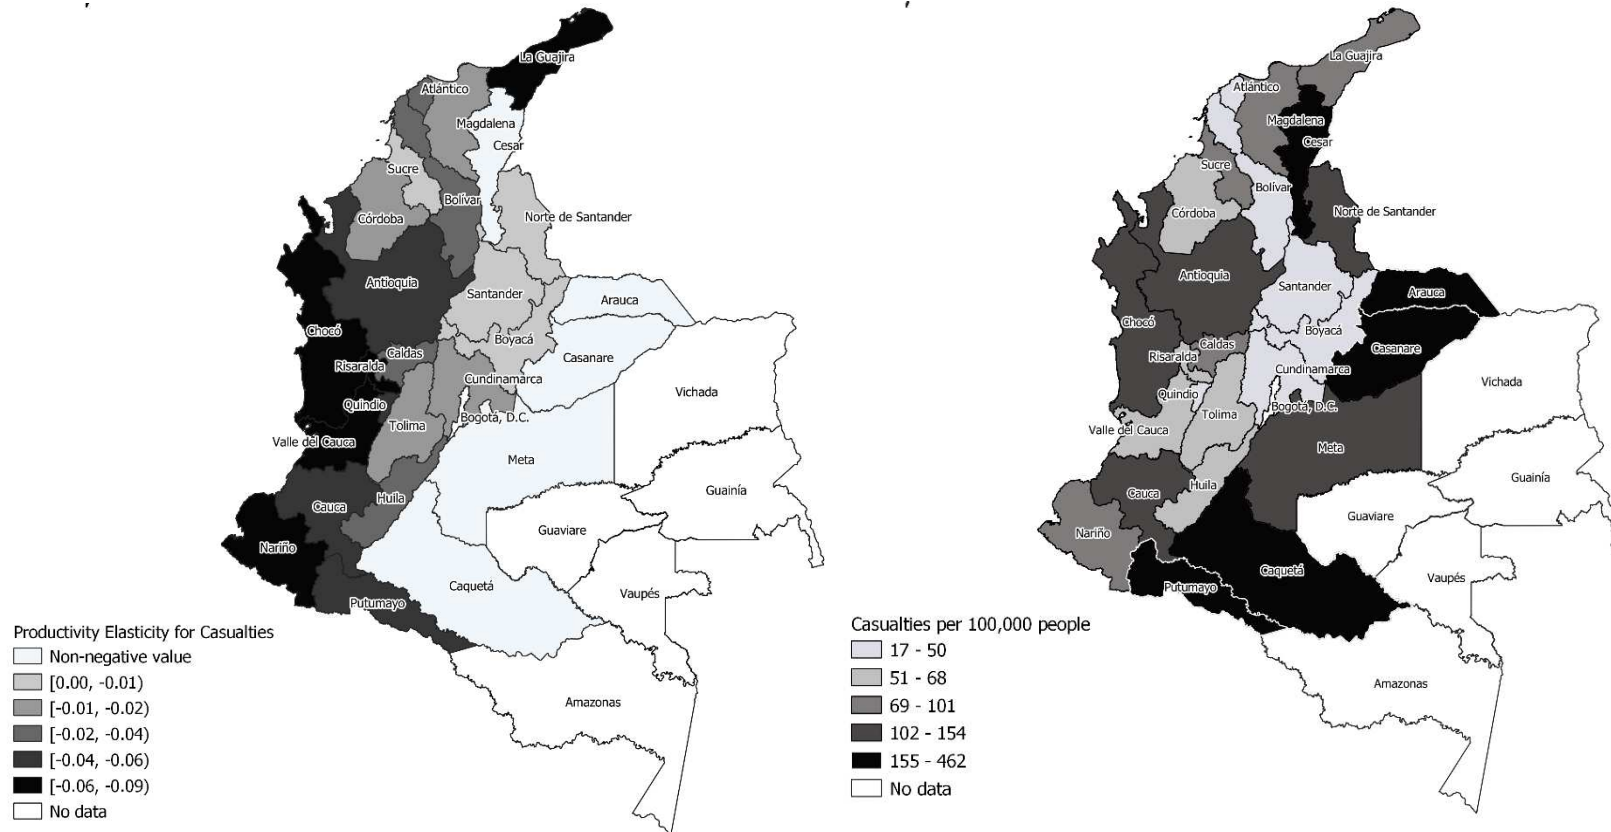 La Guajira
Atlántico
Magdalena
Cesar
Sucre
Bolívar
Norte de Santander
Córdoba
Antioquia
Santander
Arauca
Chocó
Boyacá
Caldas
Casanare
Risaralda
Cundinamarca
Vichada
Quindio
Bogotá, D.C.
Tolima
Valle del Cauca
Meta
Guainía
Huila
Cauca
Guaviare
Nariño
Caquetá
Vaupés
Putumayo
Amazonas
Productivity Elasticity for Casualties
Non-negative value
[0.00, -0.01)
[-0.01, -0.02)
[-0.02, -0.04)
[-0.04, -0.06)
[-0.06, -0.09)
No data
La Guajira
Atlántico
Magdalena
Cesar
Sucre
Bolívar
Norte de Santander
Córdoba
Antioquia
Santander
Arauca
Chocó
Boyacá
Caldas
Casanare
Risaralda
Cundinamarca
Vichada
Quindio
Bogotá, D.C.
Tolima
Valle del Cauca
Meta
Guainía
Huila
Cauca
Guaviare
Nariño
Caquetá
Vaupés
Putumayo
Amazonas
Casualties per 100,000 people
17 - 50
51 - 68
69 - 101
102 - 154
155 - 462
No data